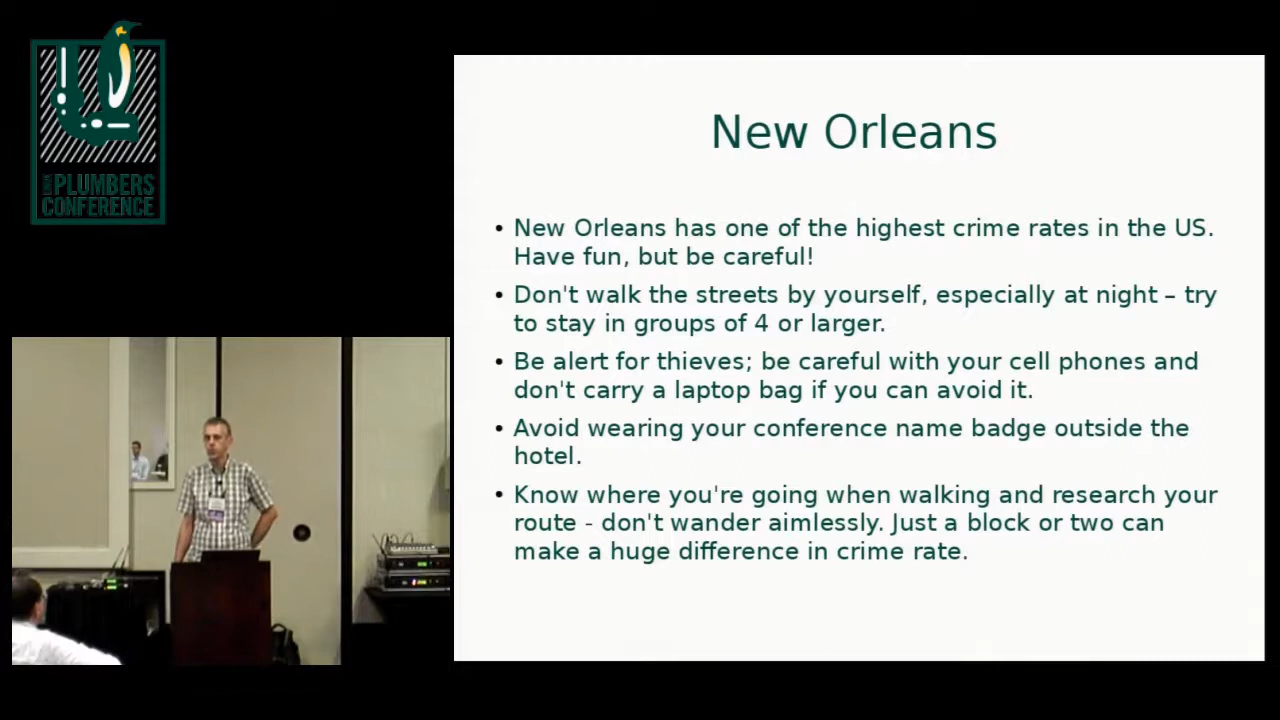 LINUX
PLUMBERS
CONFERENCE
New Orleans
• New Orleans has one of the highest crime rates in the US.
Have fun, but be careful!
• Don't walk the streets by yourself, especially at night – try
to stay in groups of 4 or larger.
• Be alert for thieves; be careful with your cell phones and
don't carry a laptop bag if you can avoid it.
• Avoid wearing your conference name badge outside the
hotel.
• Know where you're going when walking and research your
route - don't wander aimlessly. Just a block or two can
make a huge difference in crime rate.